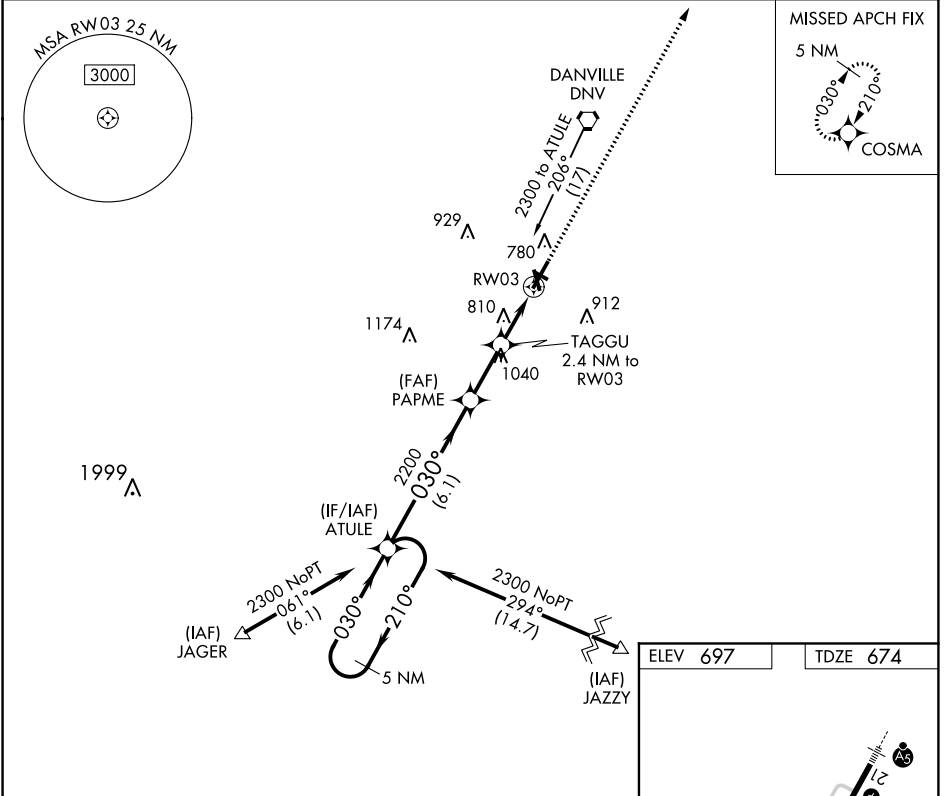 MSA RW03 25 NM
3000
MISSED APCH FIX
5 NM
030°
210°
COSMA
DANVILLE
DNV
2300 to ATULE
206°
(17)
929
780
RW03
810
912
1174
TAGGU
2.4 NM to
RW03
1040
(FAF)
PAPME
2200
030°
(6.1)
1999
(IF/IAF)
ATULE
2300 NoPT
061°
(6.1)
(IAF)
JAGER
030°
210°
5 NM
2300 NoPT
294°
(14.7)
(IAF)
JAZZY
ELEV 697
TDZE 674
A5
21